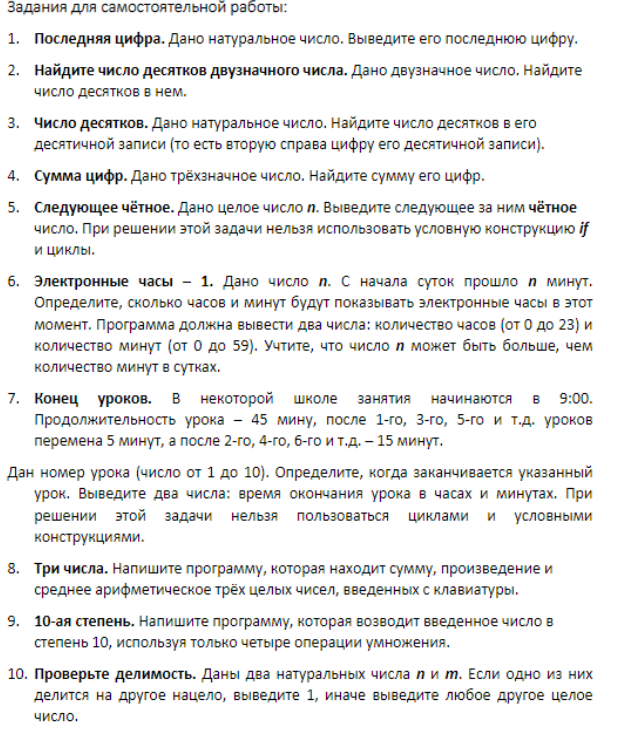 Задания для самостоятельной работы:
1. Последняя цифра. Дано натуральное число. Выведите его последнюю цифру.
2. Найдите число десятков двузначного числа. Дано двузначное число. Найдите
число десятков в нем.
3. Число десятков. Дано натуральное число. Найдите число десятков в его
десятичной записи (то есть вторую справа цифру его десятичной записи).
4. Сумма цифр. Дано трёхзначное число. Найдите сумму его цифр.
5. Следующее чётное. Дано целое число n. Выведите следующее за ним чётное
число. При решении этой задачи нельзя использовать условную конструкцию if
и циклы.
6. Электронные часы – 1. Дано число n. С начала суток прошло n минут.
Определите, сколько часов и минут будут показывать электронные часы в этот
момент. Программа должна вывести два числа: количество часов (от 0 до 23) и
количество минут (от 0 до 59). Учтите, что число n может быть больше, чем
количество минут в сутках.
7. Конец уроков. В некоторой школе занятия начинаются в 9:00.
Продолжительность урока – 45 мину, после 1-го, 3-го, 5-го и т.д. уроков
перемена 5 минут, а после 2-го, 4-го, 6-го и т.д. – 15 минут.
Дан номер урока (число от 1 до 10). Определите, когда заканчивается указанный
урок. Выведите два числа: время окончания урока в часах и минутах. При
решении этой задачи нельзя пользоваться циклами и условными
конструкциями.
8. Три числа. Напишите программу, которая находит сумму, произведение и
среднее арифметическое трёх целых чисел, введенных с клавиатуры.
9. 10-ая степень. Напишите программу, которая возводит введенное число в
степень 10, используя только четыре операции умножения.
10. Проверьте делимость. Даны два натуральных числа n и m. Если одно из них
делится на другое нацело, выведите 1, иначе выведите любое другое целое
число.